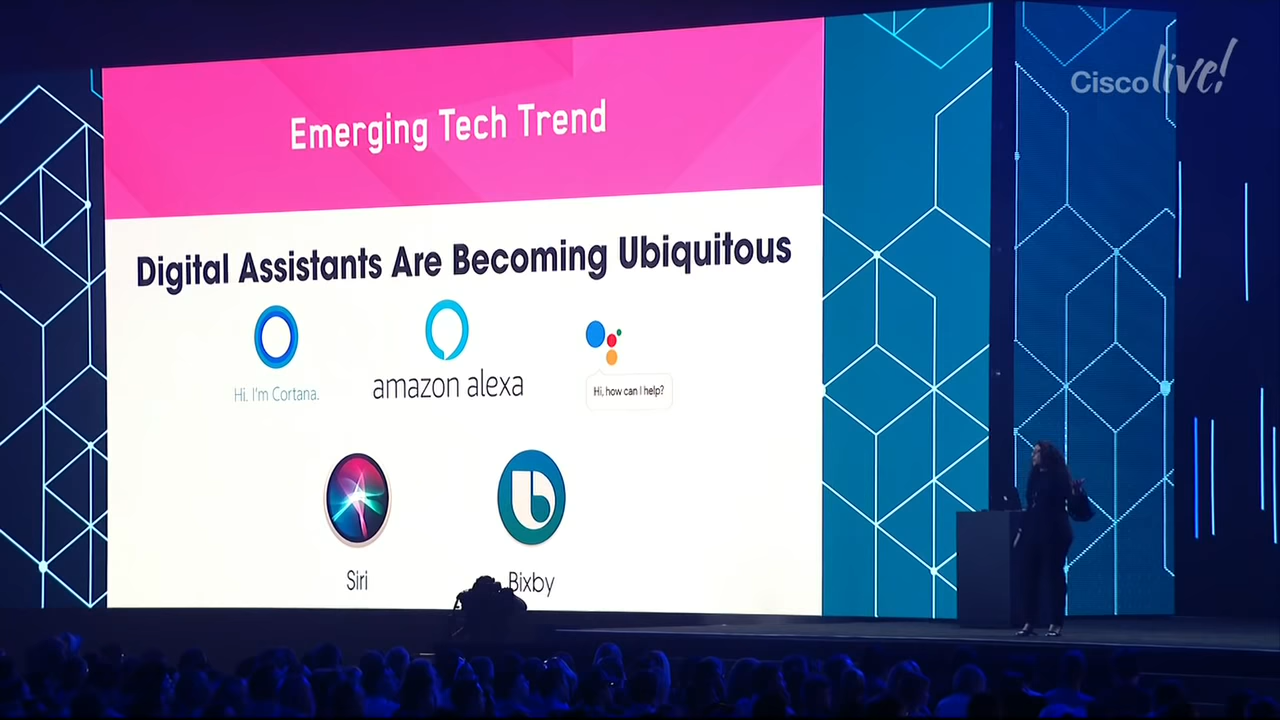 Cisco live!
Emerging Tech Trend
Digital Assistants Are Becoming Ubiquitous
Hi. I'm Cortana.
amazon alexa
Hi, how can I help?
Siri
Bixby